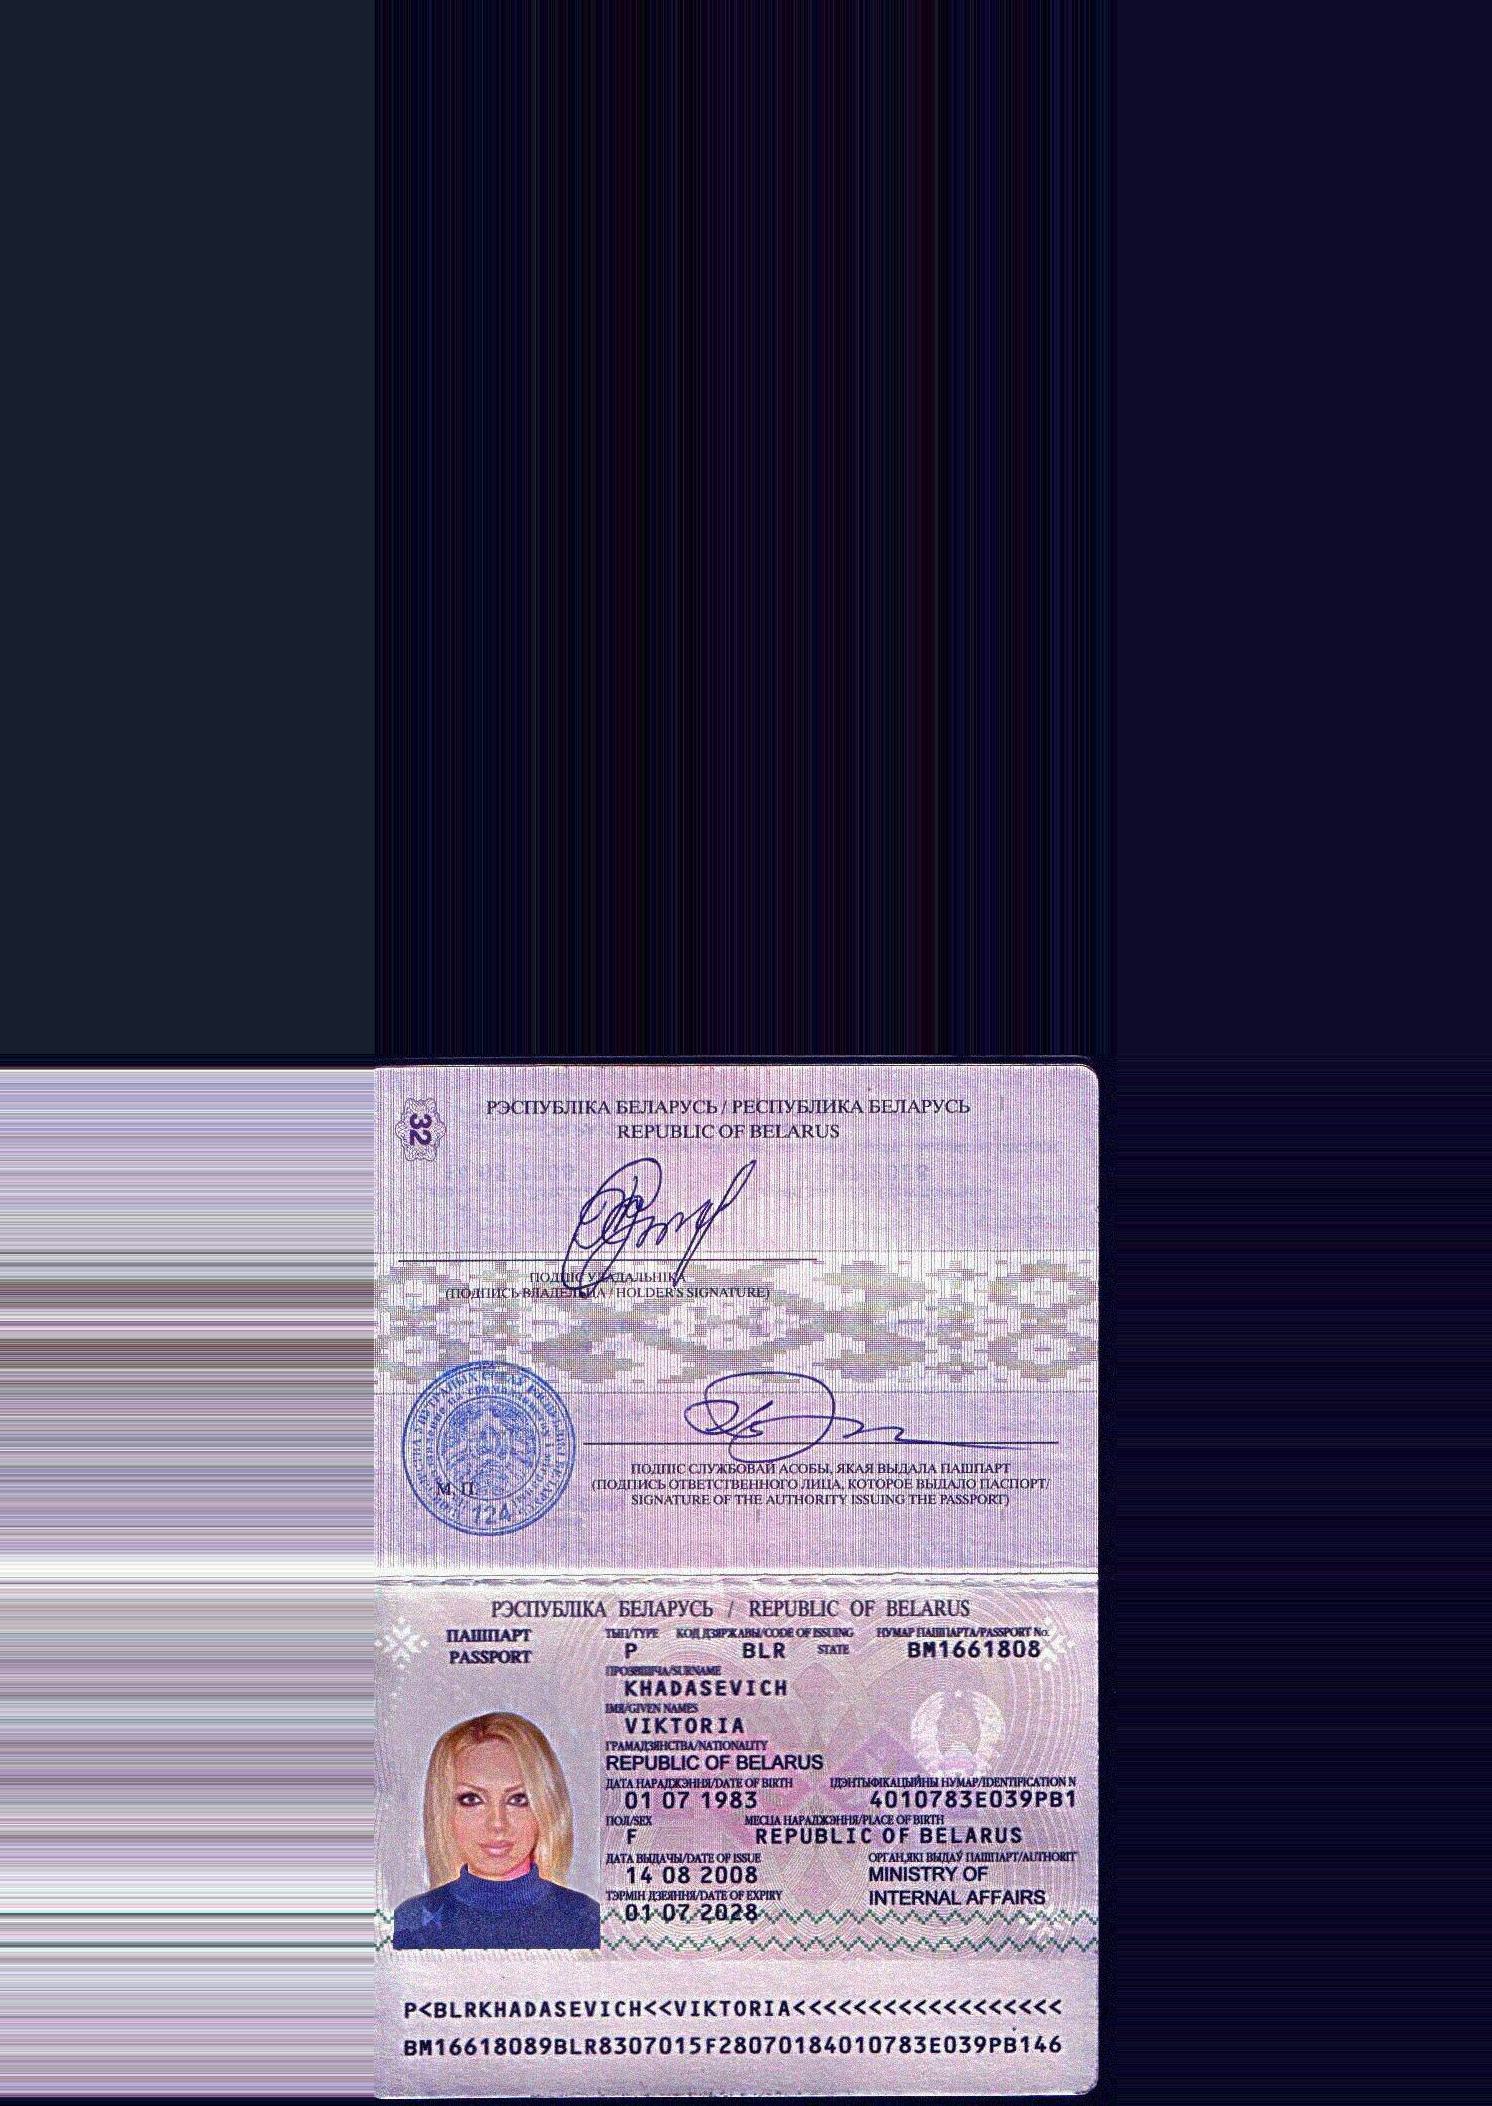 32
РЭСПУБЛІКА БЕЛАРУСЬ / РЕСПУБЛИКА БЕЛАРУСЬ
REPUBLIC OF BELARUS
ПОДПІС УЛАДАЛЬНІКА
(ПОДПИСЬ ВЛАДЕЛЬЦА / HOLDER'S SIGNATURE)
М. П.
124
ПОДПІС СЛУЖБОВАЙ АСОБЫ, ЯКАЯ ВЫДАЛА ПАШПАРТ
(ПОДПИСЬ ОТВЕТСТВЕННОГО ЛИЦА, КОТОРОЕ ВЫДАЛО ПАСПОРТ/
SIGNATURE OF THE AUTHORITY ISSUING THE PASSPORT)
РЭСПУБЛІКА БЕЛАРУСЬ / REPUBLIC OF BELARUS
ПАШПАРТ
PASSPORT
ТЫП/TYPE КОД ДЗЯРЖАВЫ/CODE OF ISSUING STATE НУМАР ПАШПАРТА/PASSPORT No.
P BLR BM1661808
ПРОЗВІШЧА/SURNAME
KHADASEVICH
ІМЯ/GIVEN NAMES
VIKTORIA
ГРАМАДЗЯНСТВА/NATIONALITY
REPUBLIC OF BELARUS
ДАТА НАРАДЖЭННЯ/DATE OF BIRTH ІДЭНТЫФІКАЦЫЙНЫ НУМАР/IDENTIFICATION N
01 07 1983 4010783E039PB1
ПОЛ/SEX МЕСЦА НАРАДЖЭННЯ/PLACE OF BIRTH
F REPUBLIC OF BELARUS
ДАТА ВЫДАЧЫ/DATE OF ISSUE ОРГАН, ЯКІ ВЫДАЎ ПАШПАРТ/AUTHORIT
14 08 2008 MINISTRY OF
ТЭРМІН ДЗЕЯННЯ/DATE OF EXPIRY INTERNAL AFFAIRS
01 07 2028
P<BLRKHADASEVICH<<VIKTORIA<<<<<<<<<<<<<<<<<<
BM16618089BLR8307015F28070184010783E039PB146